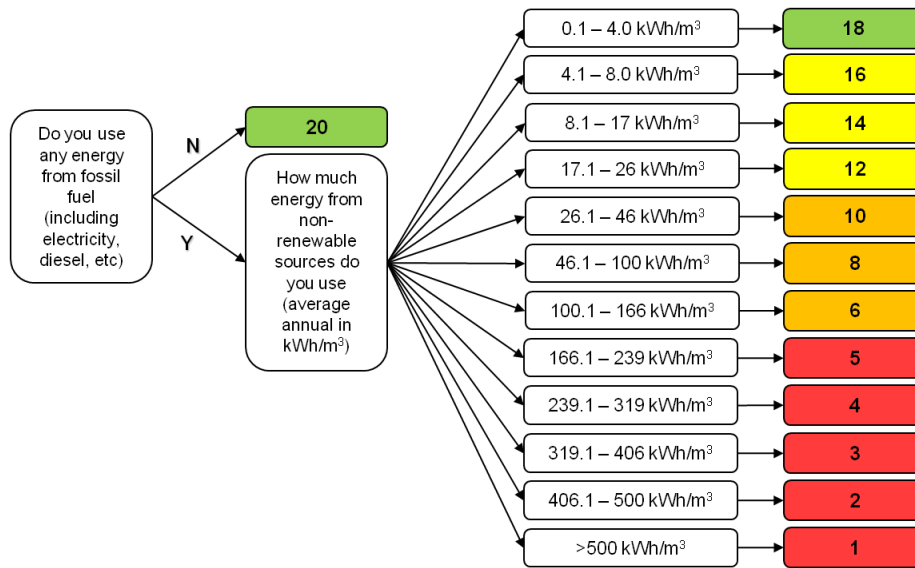 Do you use
any energy
from fossil
fuel
(including
electricity,
diesel, etc)
N
Y
20
How much
energy from
non-
renewable
sources do
you use
(average
annual in
kWh/m³)
0.1 – 4.0 kWh/m³
18
4.1 – 8.0 kWh/m³
16
8.1 – 17 kWh/m³
14
17.1 – 26 kWh/m³
12
26.1 – 46 kWh/m³
10
46.1 – 100 kWh/m³
8
100.1 – 166 kWh/m³
6
166.1 – 239 kWh/m³
5
239.1 – 319 kWh/m³
4
319.1 – 406 kWh/m³
3
406.1 – 500 kWh/m³
2
>500 kWh/m³
1